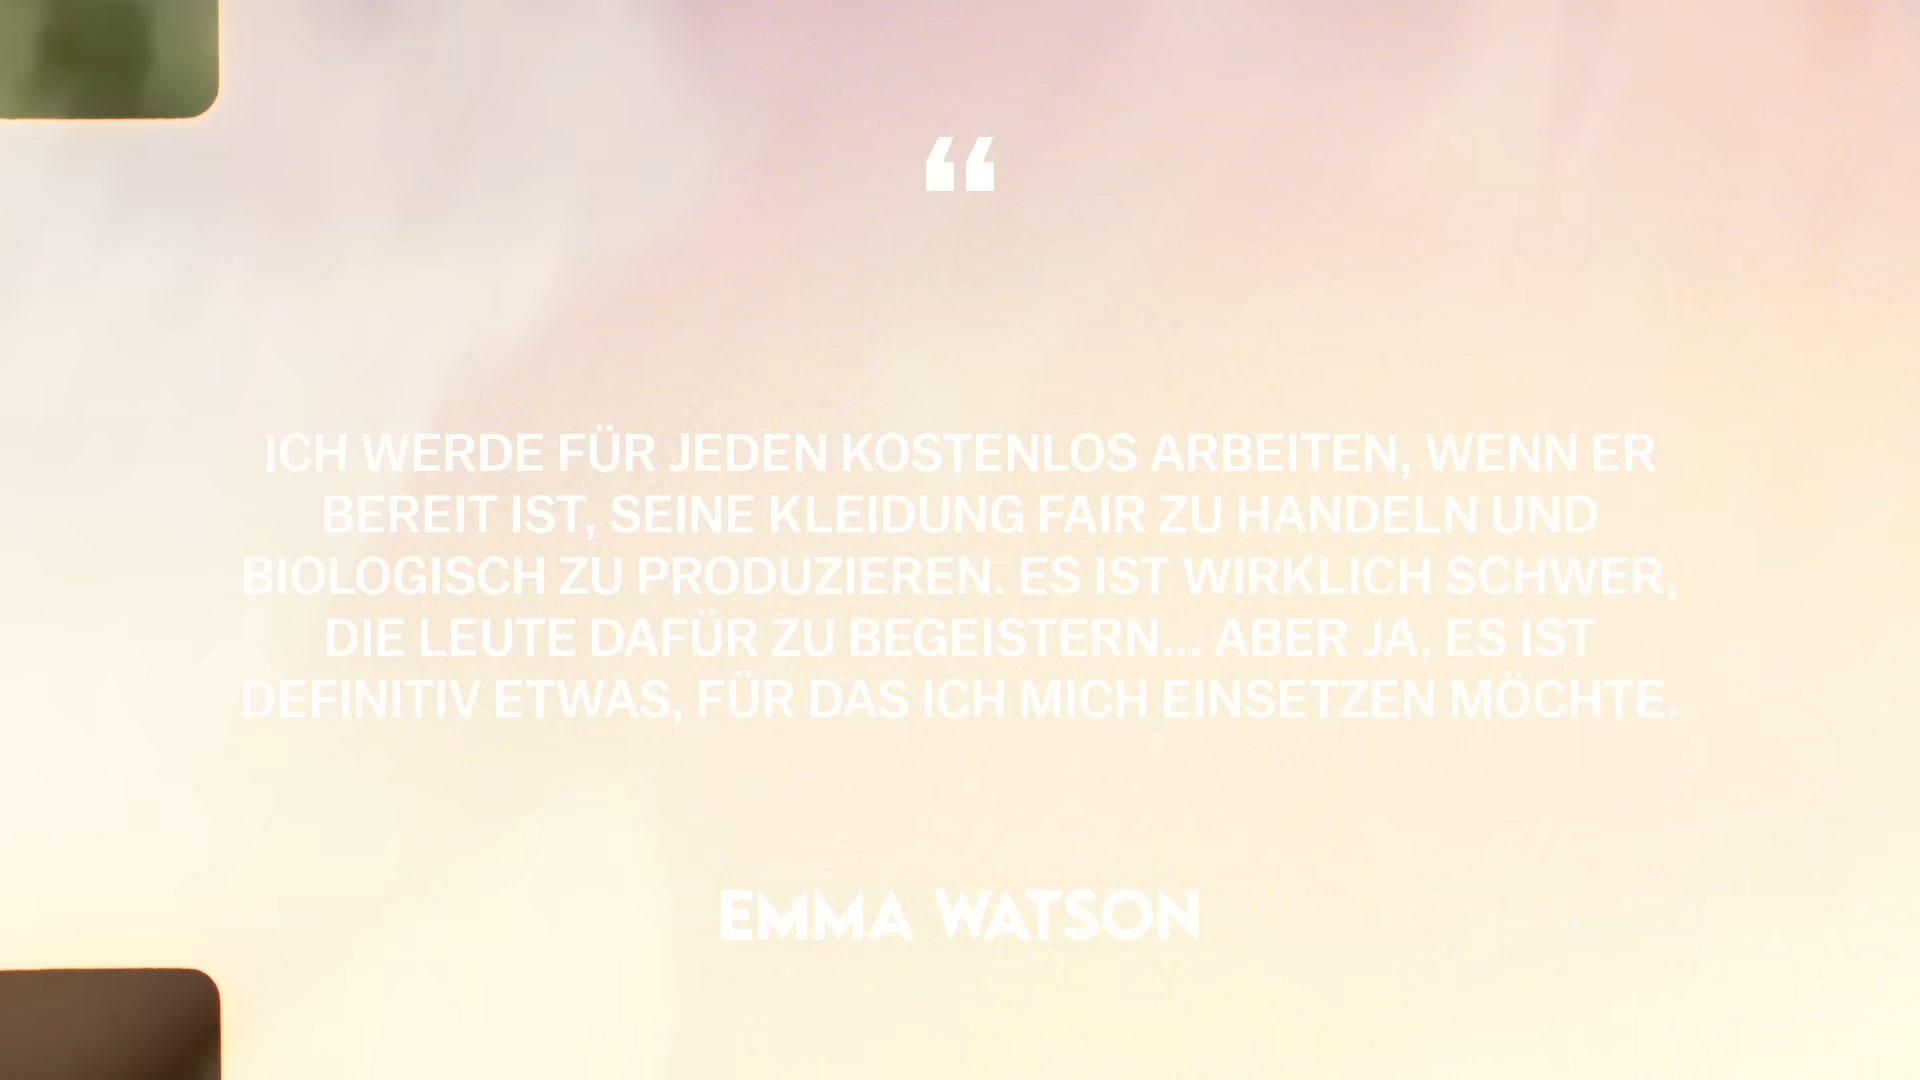 “
ICH WERDE FÜR JEDEN KOSTENLOS ARBEITEN, WENN ER
BEREIT IST, SEINE KLEIDUNG FAIR ZU HANDELN UND
BIOLOGISCH ZU PRODUZIEREN. ES IST WIRKLICH SCHWER,
DIE LEUTE DAFÜR ZU BEGEISTERN... ABER JA, ES IST
DEFINITIV ETWAS, FÜR DAS ICH MICH EINSETZEN MÖCHTE.
EMMA WATSON